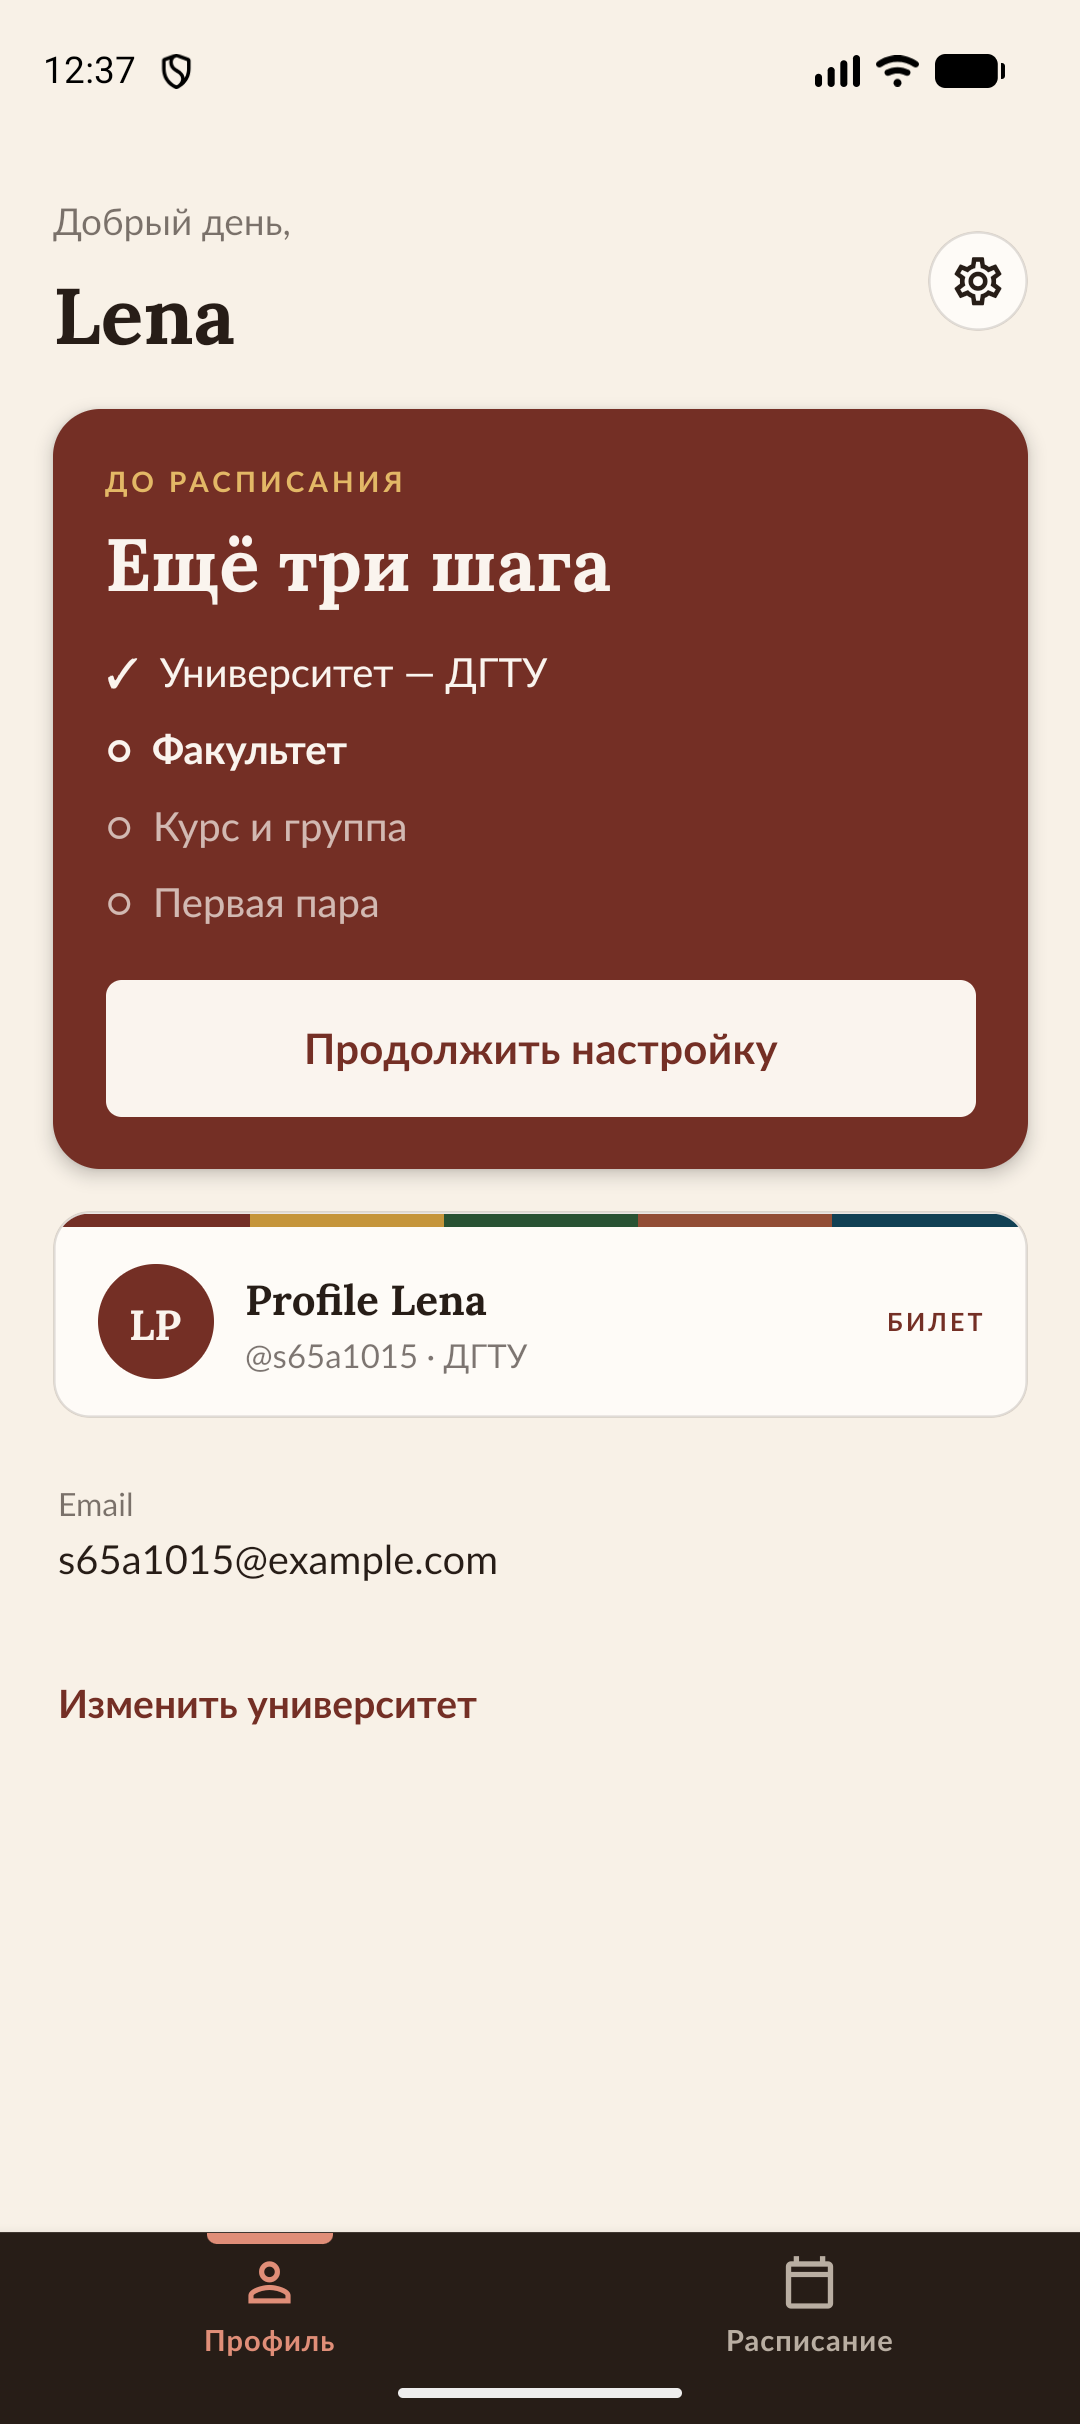 12:37
Добрый день,
Lena
ДО РАСПИСАНИЯ
Ещё три шага
✓ Университет — ДГТУ
Факультет
Курс и группа
Первая пара
Продолжить настройку
LP
Profile Lena
@s65a1015 · ДГТУ
БИЛЕТ
Email
s65a1015@example.com
Изменить университет
Профиль
Расписание